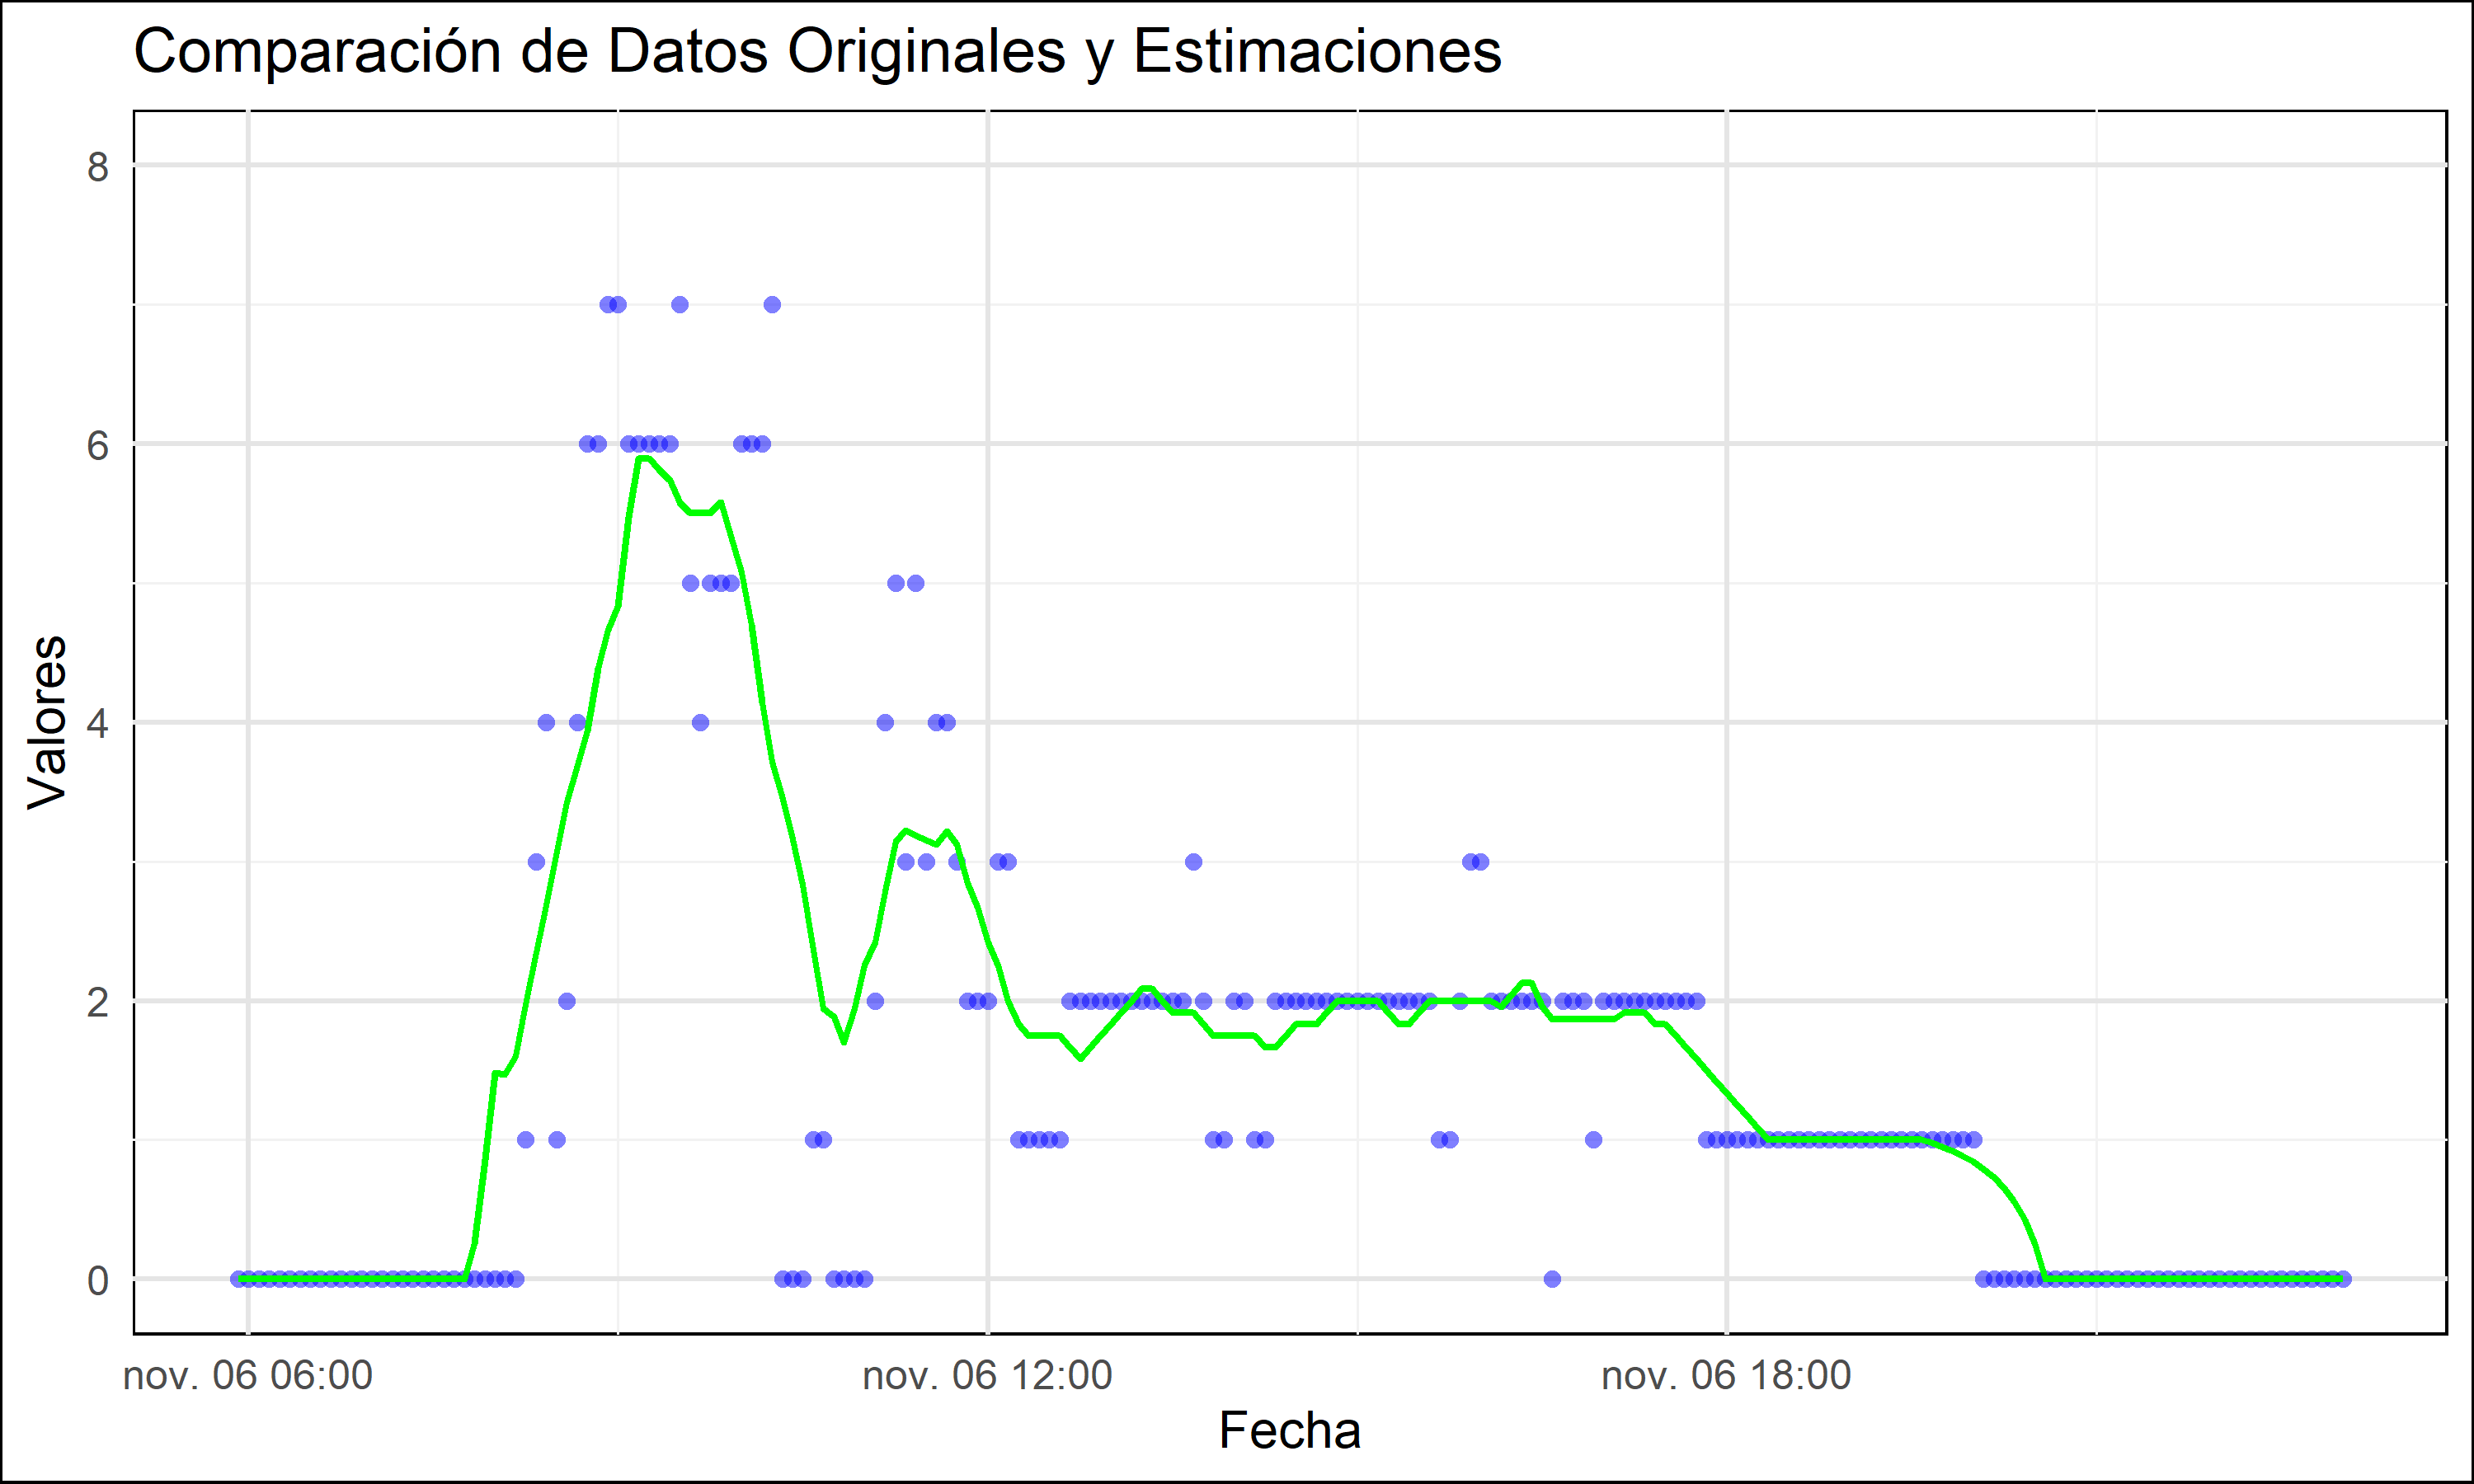 Comparación de Datos Originales y Estimaciones
Valores
8
6
4
2
0
nov. 06 06:00
nov. 06 12:00
nov. 06 18:00
Fecha